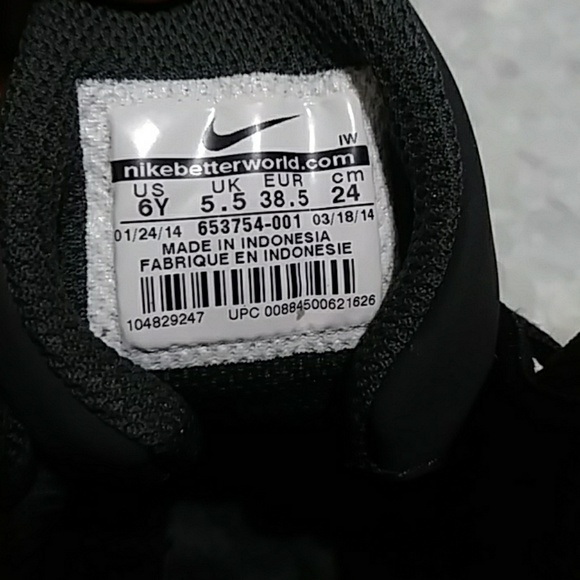 IW
nikebetterworld.com
US UK EUR cm
6Y 5.5 38.5 24
01/24/14 653754-001 03/18/14
MADE IN INDONESIA
FABRIQUE EN INDONESIE
104829247 UPC 00884500621626